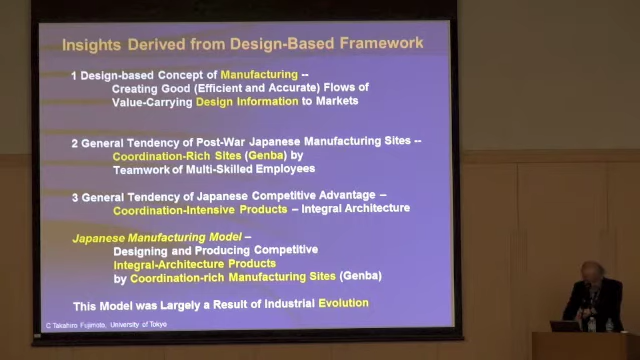 Insights Derived from Design-Based Framework
1 Design-based Concept of Manufacturing --
Creating Good (Efficient and Accurate) Flows of
Value-Carrying Design Information to Markets
2 General Tendency of Post-War Japanese Manufacturing Sites --
Coordination-Rich Sites (Genba) by
Teamwork of Multi-Skilled Employees
3 General Tendency of Japanese Competitive Advantage --
Coordination-Intensive Products – Integral Architecture
Japanese Manufacturing Model –
Designing and Producing Competitive
Integral-Architecture Products
by Coordination-rich Manufacturing Sites (Genba)
This Model was Largely a Result of Industrial Evolution
C Takahiro Fujimoto, University of Tokyo